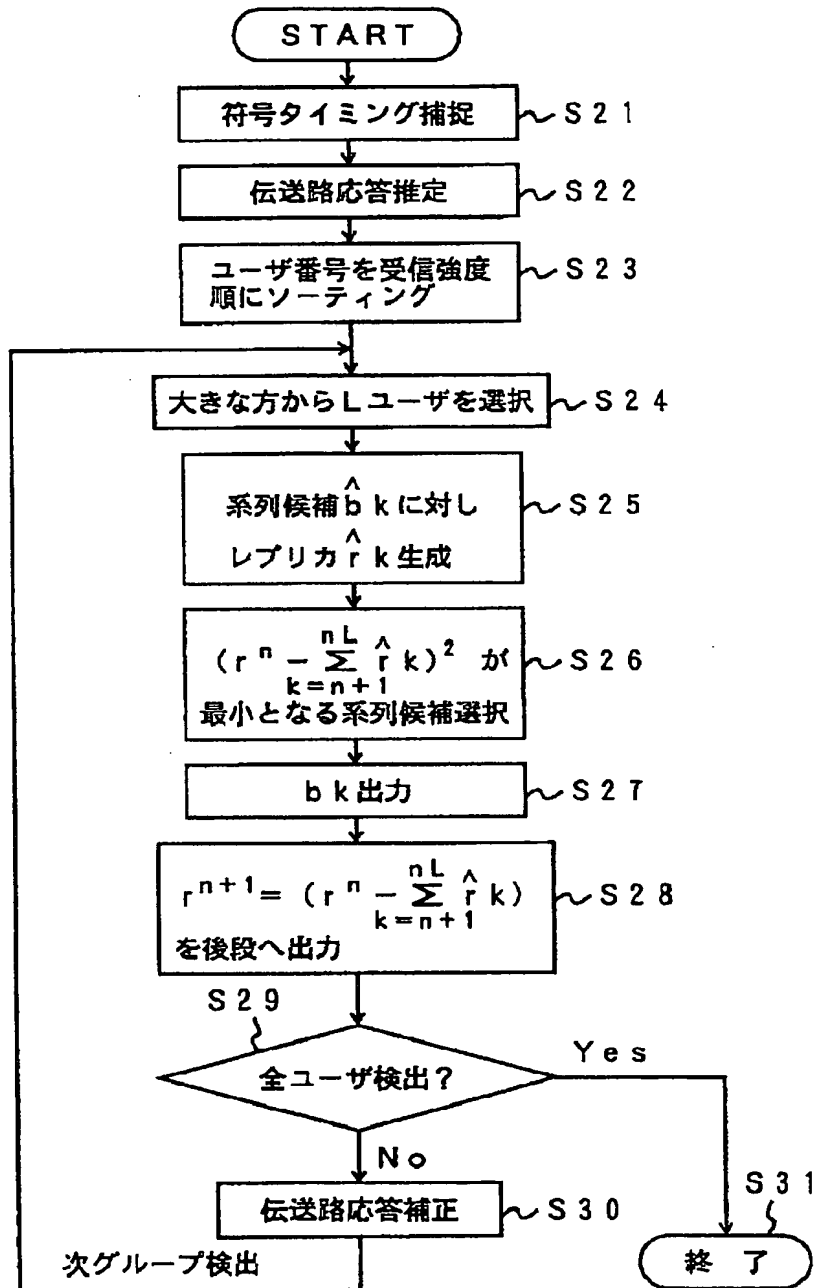 START
符号タイミング捕捉 S21
伝送路応答推定 S22
ユーザ番号を受信強度
順にソーティング S23
大きな方からLユーザを選択 S24
系列候補b̂kに対し
レプリカr̂k生成 S25
(rⁿ − Σ_{k=n+1}^{nL} r̂k)² が
最小となる系列候補選択 S26
bk出力 S27
rⁿ⁺¹ = (rⁿ − Σ_{k=n+1}^{nL} r̂k)
を後段へ出力 S28
S29
全ユーザ検出? Yes
No
伝送路応答補正 S30
S31
次グループ検出
終了